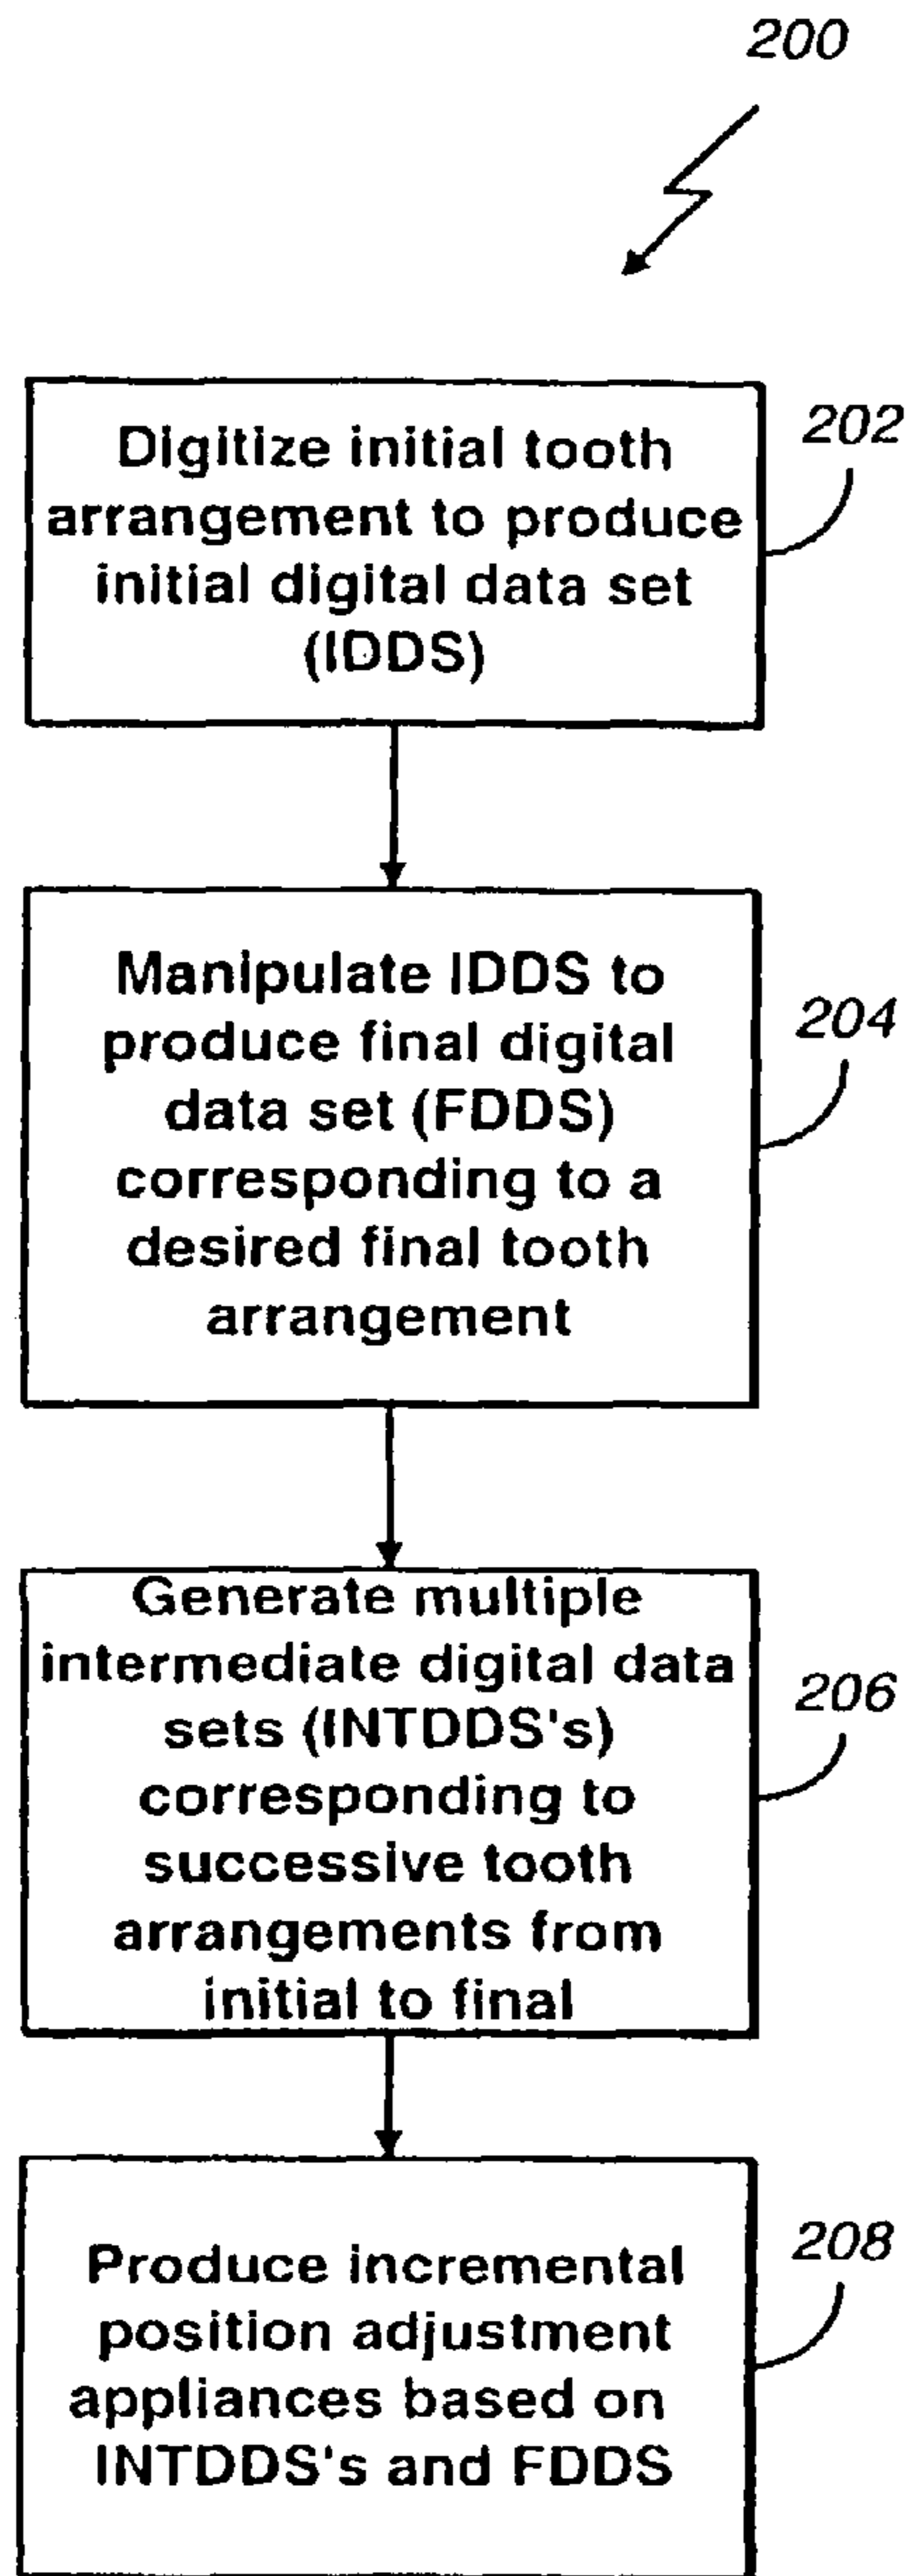 200
202
Digitize initial tooth
arrangement to produce
initial digital data set
(IDDS)
204
Manipulate IDDS to
produce final digital
data set (FDDS)
corresponding to a
desired final tooth
arrangement
206
Generate multiple
intermediate digital data
sets (INTDDS's)
corresponding to
successive tooth
arrangements from
initial to final
208
Produce incremental
position adjustment
appliances based on
INTDDS's and FDDS